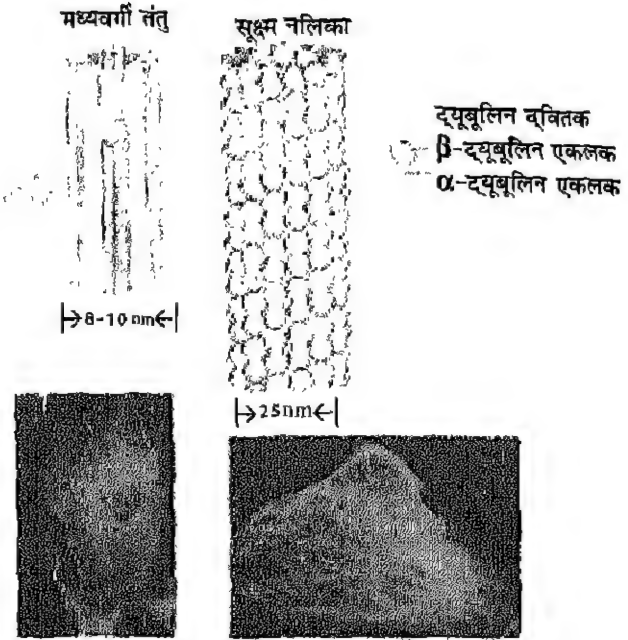 मध्यवर्गी तंतु
सूक्ष्म नलिका
ट्यूबूलिन द्वितक
β-ट्यूबूलिन एकलक
α-ट्यूबूलिन एकलक
8-10 nm
25nm